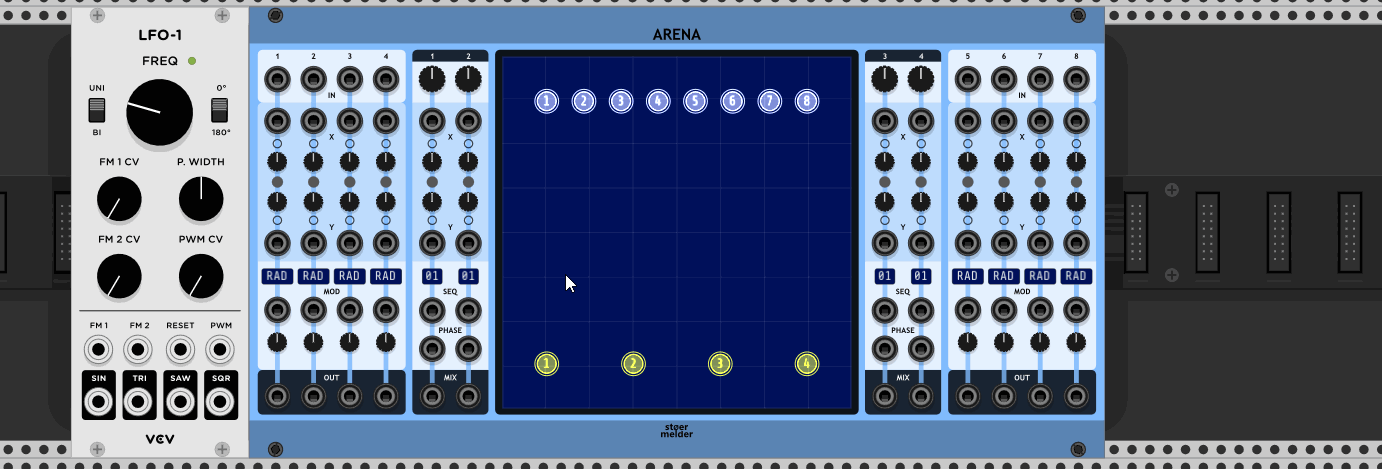 LFO-1
FREQ
UNI 0°
BI 180°
FM 1 CV P. WIDTH
FM 2 CV PWM CV
FM 1 FM 2 RESET PWM
SIN TRI SAW SQR
VCV
ARENA
1 2 3 4
IN
X
Y
RAD RAD RAD RAD
MOD
OUT
1 2
X
Y
01 01
SEQ
PHASE
MIX
1 2 3 4 5 6 7 8
1 2 3 4
3 4
X
Y
01 01
SEQ
PHASE
MIX
5 6 7 8
IN
X
Y
RAD RAD RAD RAD
MOD
OUT
stoer
melder